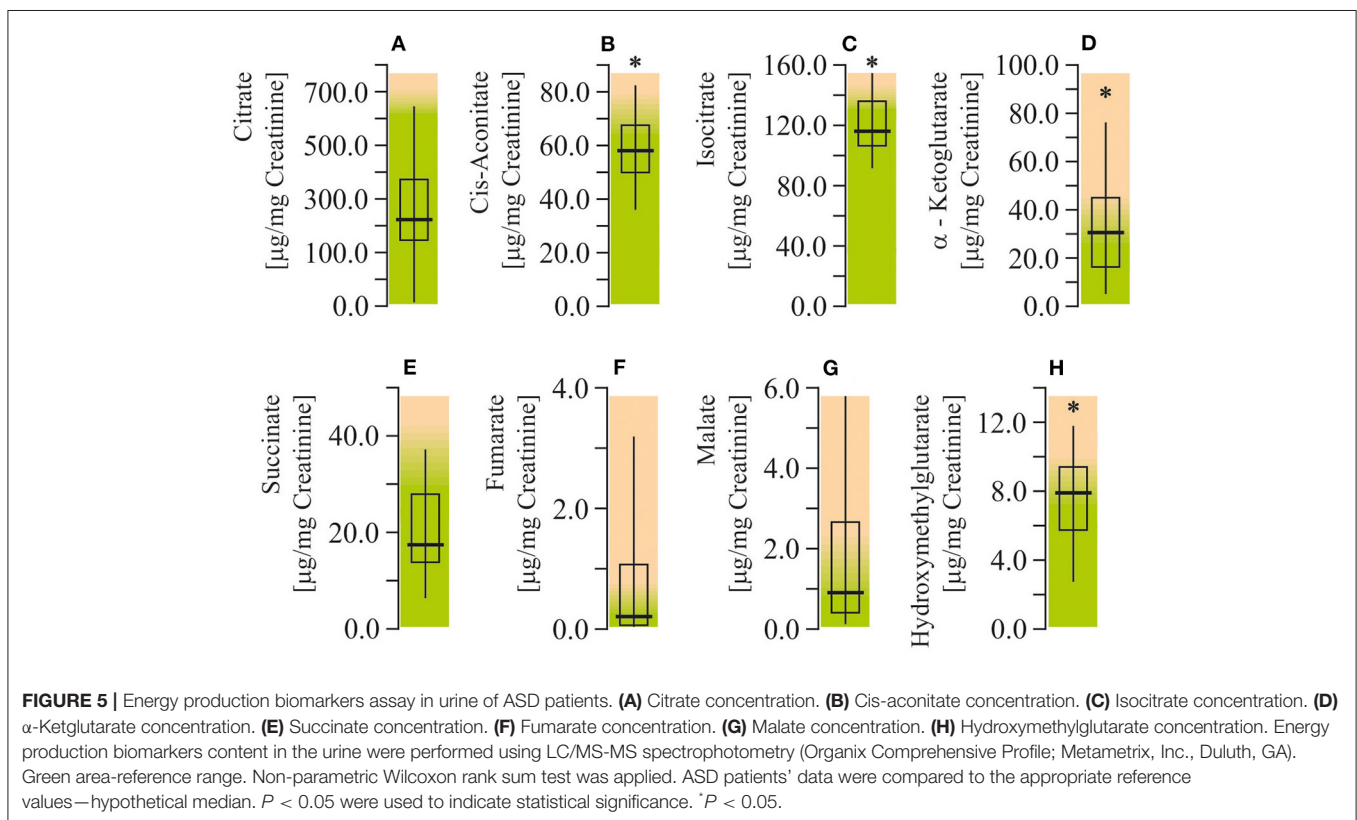 A
Citrate
[µg/mg Creatinine]
700.0
500.0
300.0
100.0
0.0
B
*
Cis-Aconitate
[µg/mg Creatinine]
80.0
60.0
40.0
20.0
0.0
C
*
Isocitrate
[µg/mg Creatinine]
160.0
120.0
80.0
40.0
0.0
D
*
α - Ketoglutarate
[µg/mg Creatinine]
100.0
80.0
60.0
40.0
20.0
0.0
E
Succinate
[µg/mg Creatinine]
40.0
20.0
0.0
F
Fumarate
[µg/mg Creatinine]
4.0
2.0
0.0
G
Malate
[µg/mg Creatinine]
6.0
4.0
2.0
0.0
H
*
Hydroxymethylglutarate
[µg/mg Creatinine]
12.0
8.0
4.0
0.0
FIGURE 5 | Energy production biomarkers assay in urine of ASD patients. (A) Citrate concentration. (B) Cis-aconitate concentration. (C) Isocitrate concentration. (D)
α-Ketglutarate concentration. (E) Succinate concentration. (F) Fumarate concentration. (G) Malate concentration. (H) Hydroxymethylglutarate concentration. Energy
production biomarkers content in the urine were performed using LC/MS-MS spectrophotometry (Organix Comprehensive Profile; Metametrix, Inc., Duluth, GA).
Green area-reference range. Non-parametric Wilcoxon rank sum test was applied. ASD patients' data were compared to the appropriate reference
values—hypothetical median. P < 0.05 were used to indicate statistical significance. *P < 0.05.